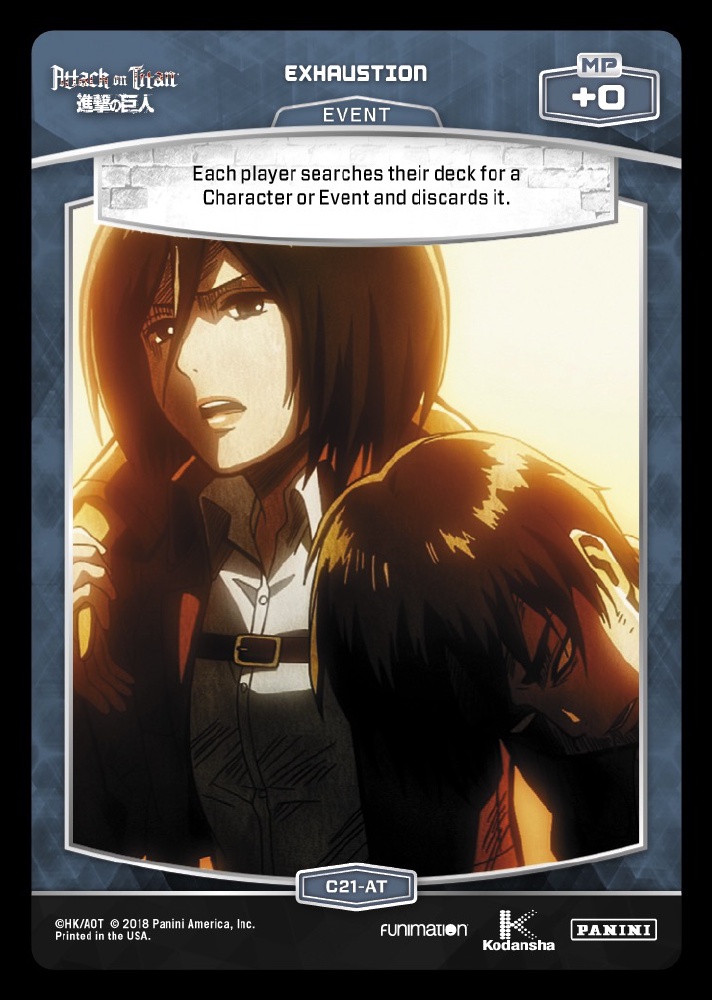 Attack on Titan
進撃の巨人
EXHAUSTION
MP
+0
EVENT
Each player searches their deck for a
Character or Event and discards it.
C21-AT
©HK/AOT © 2018 Panini America, Inc.
Printed in the USA.
FUNIMATION
K
Kodansha
PANINI